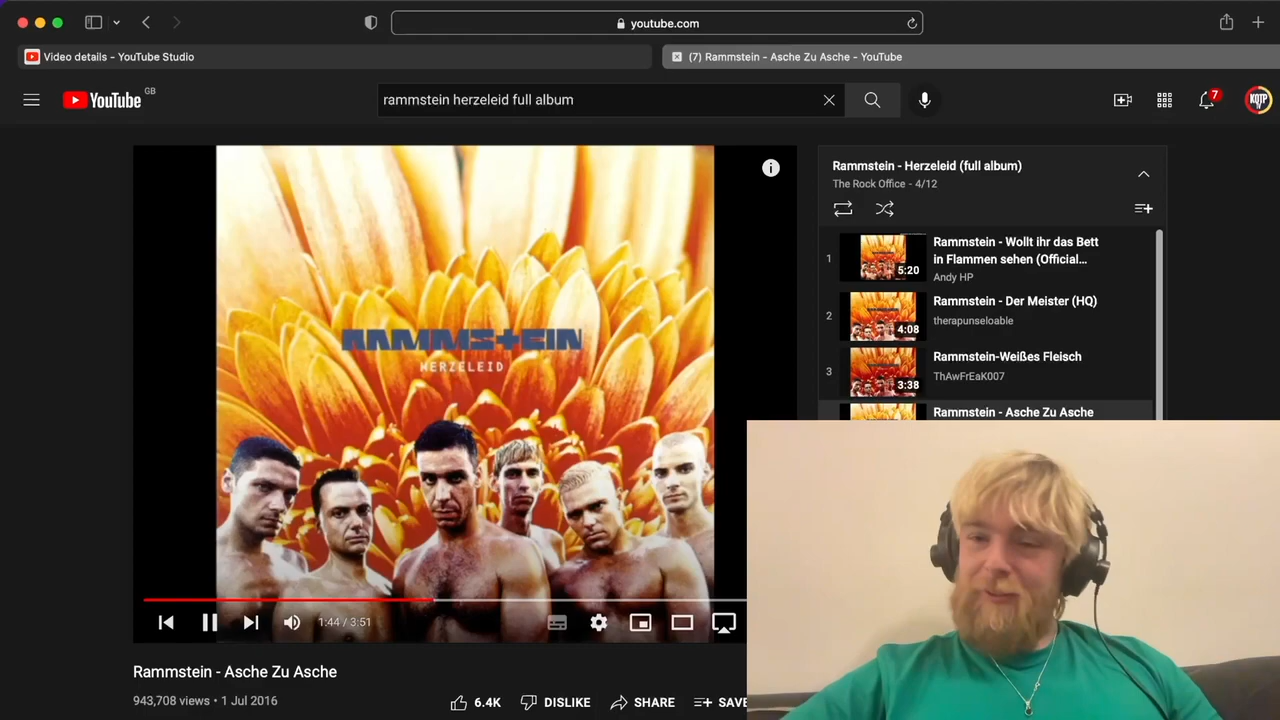 youtube.com
Video details - YouTube Studio
(7) Rammstein - Asche Zu Asche - YouTube
YouTube GB
rammstein herzeleid full album
7
KQTP
RAMMSTEIN
HERZELEID
Rammstein - Herzeleid (full album)
The Rock Office - 4/12
1
5:20
Rammstein - Wollt ihr das Bett
in Flammen sehen (Official...
Andy HP
2
4:08
Rammstein - Der Meister (HQ)
therapunseloable
3
3:38
Rammstein-Weißes Fleisch
ThAwFrEaK007
Rammstein - Asche Zu Asche
1:44 / 3:51
Rammstein - Asche Zu Asche
943,708 views • 1 Jul 2016
6.4K
DISLIKE
SHARE
SAVE